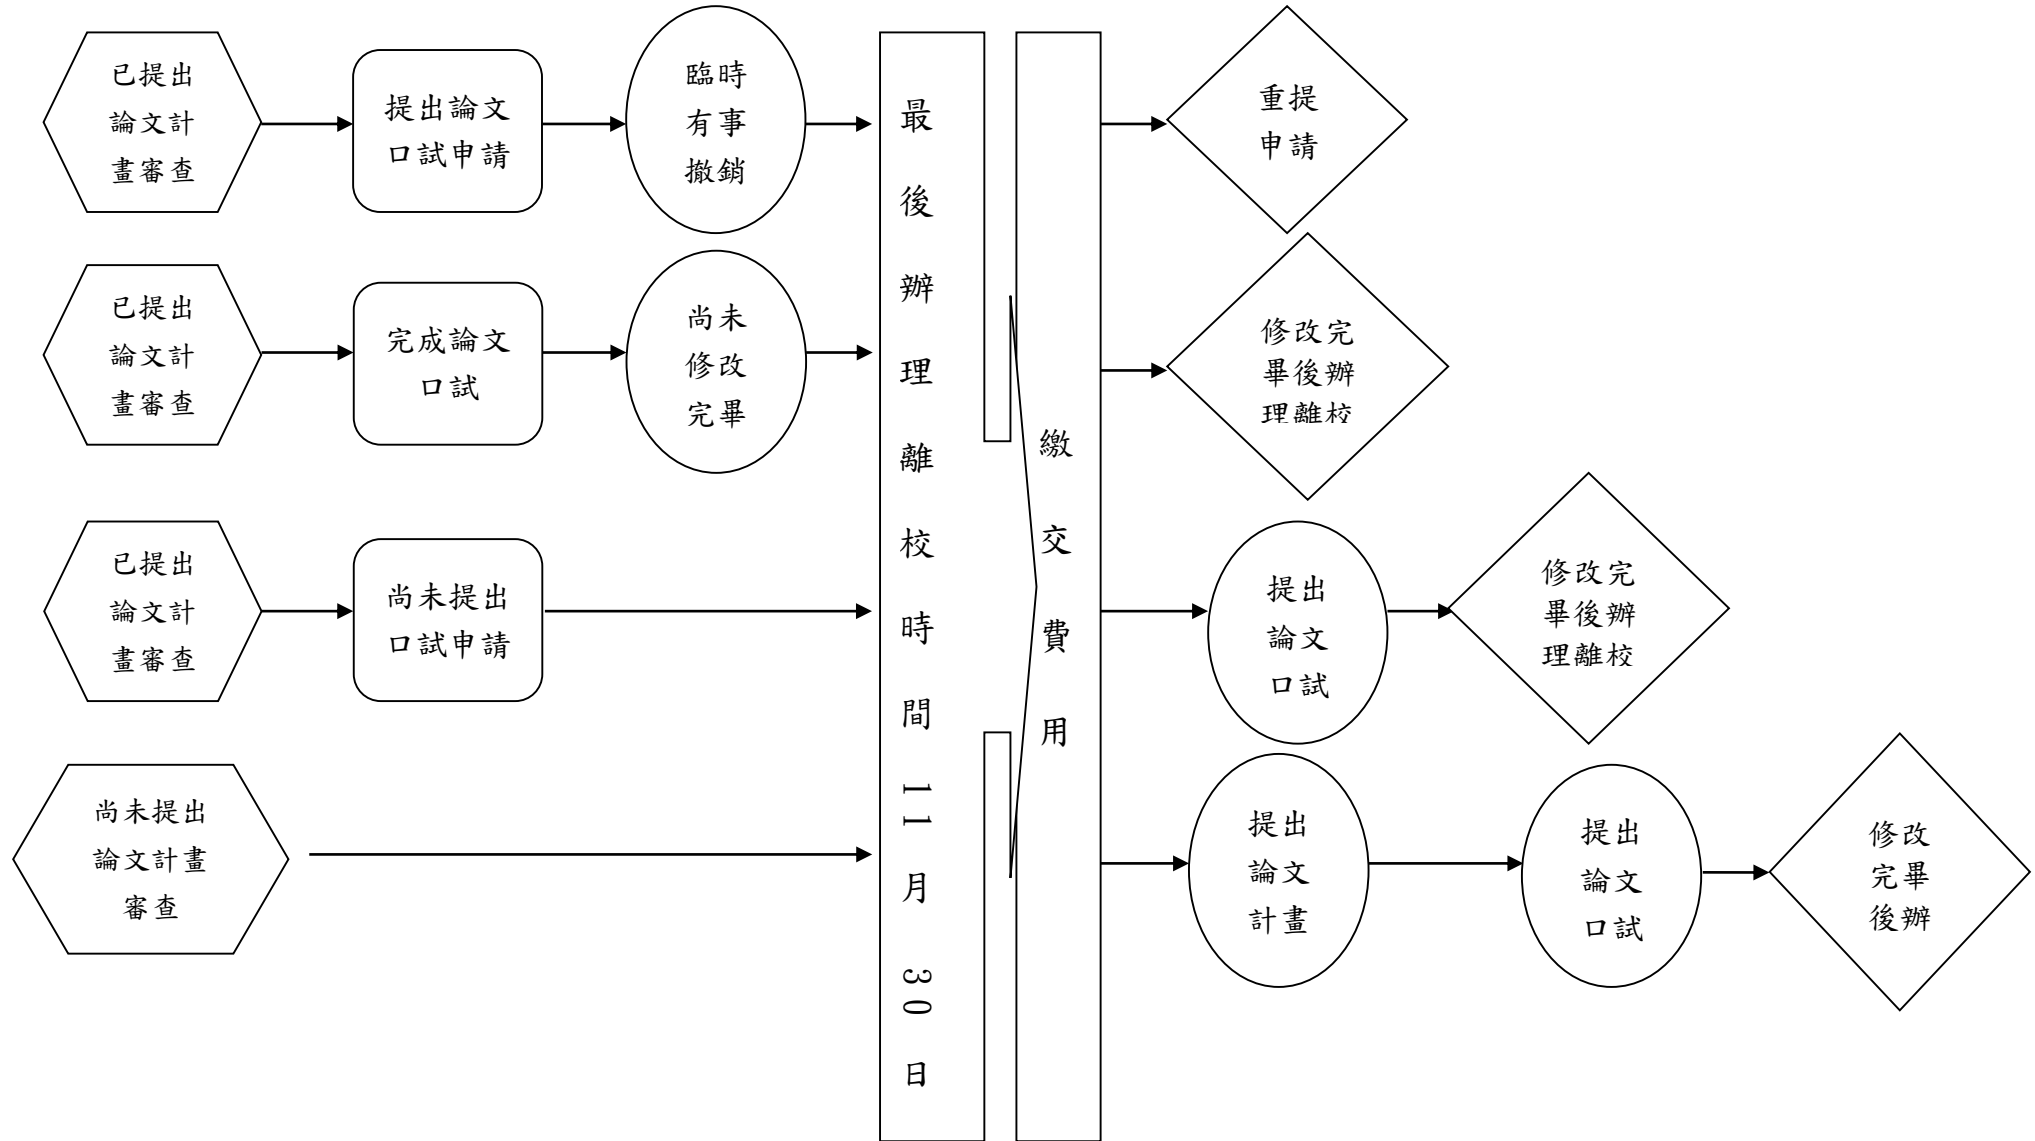 已提出
論文計
畫審查
提出論文
口試申請
臨時
有事
撤銷
最後辦理離校時間11月30日
繳交費用
重提
申請
已提出
論文計
畫審查
完成論文
口試
尚未
修改
完畢
修改完
畢後辦
理離校
已提出
論文計
畫審查
尚未提出
口試申請
提出
論文
口試
修改完
畢後辦
理離校
尚未提出
論文計畫
審查
提出
論文
計畫
提出
論文
口試
修改
完畢
後辦